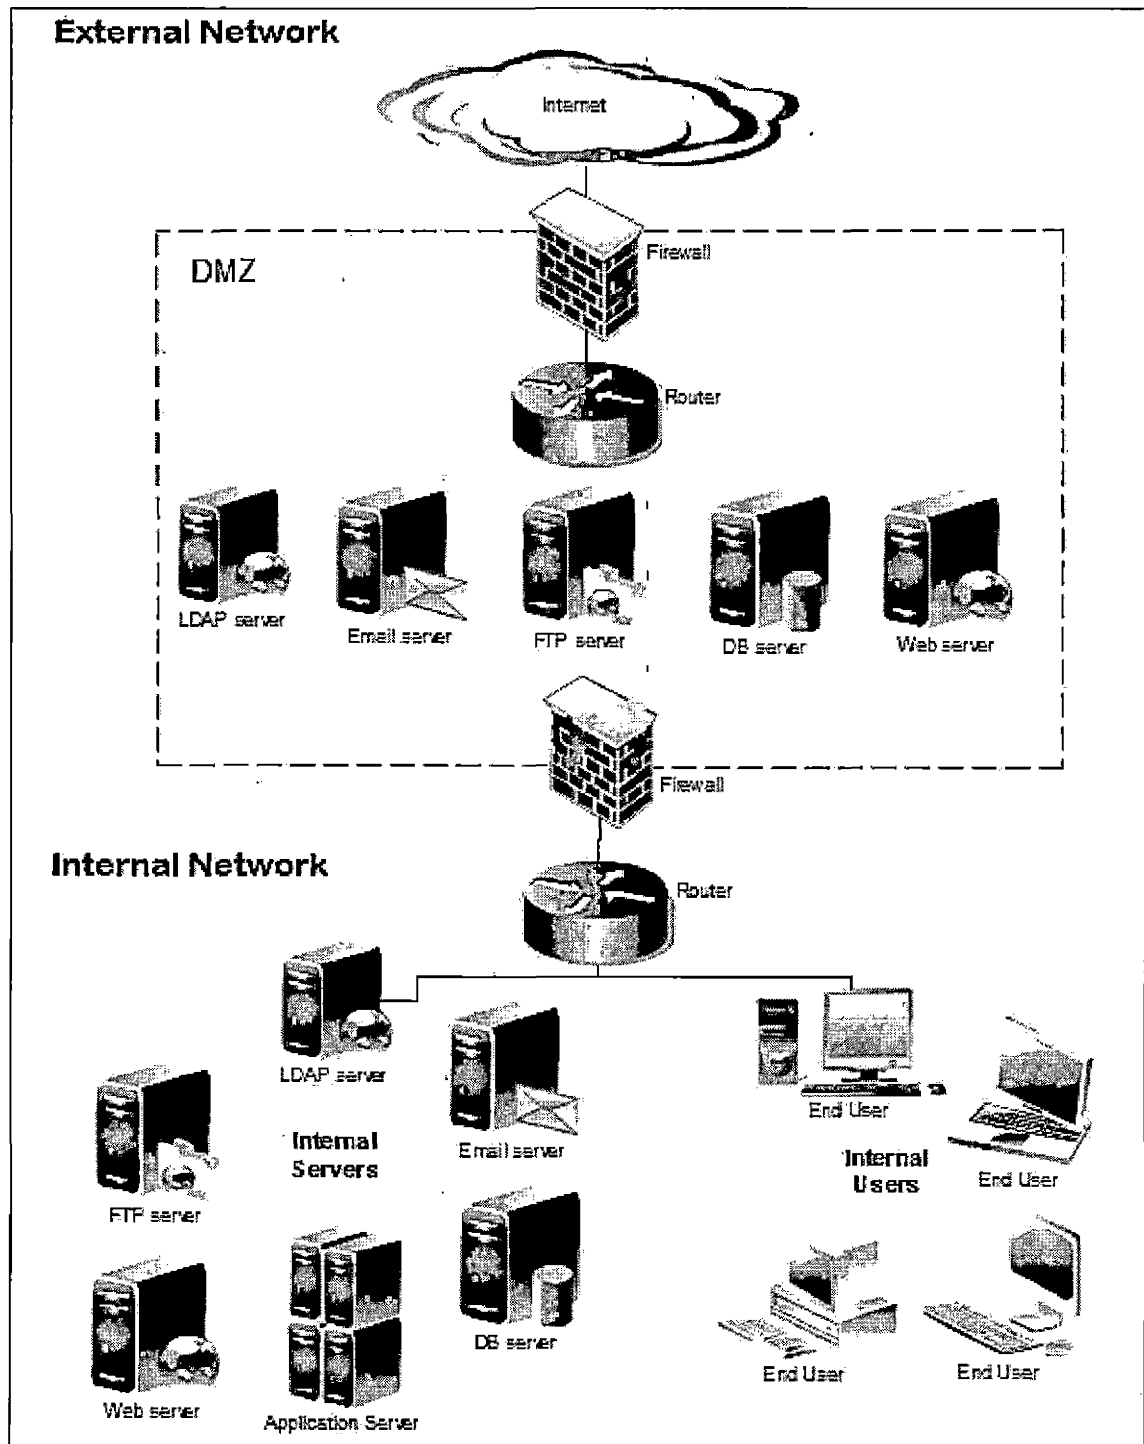 External Network
Internet
Firewall
DMZ
Router
LDAP server
Email server
FTP server
DB server
Web server
Firewall
Internal Network
Router
LDAP server
Email server
End User
End User
Internal
Servers
Internal
Users
FTP server
DB server
Web server
Application Server
End User
End User